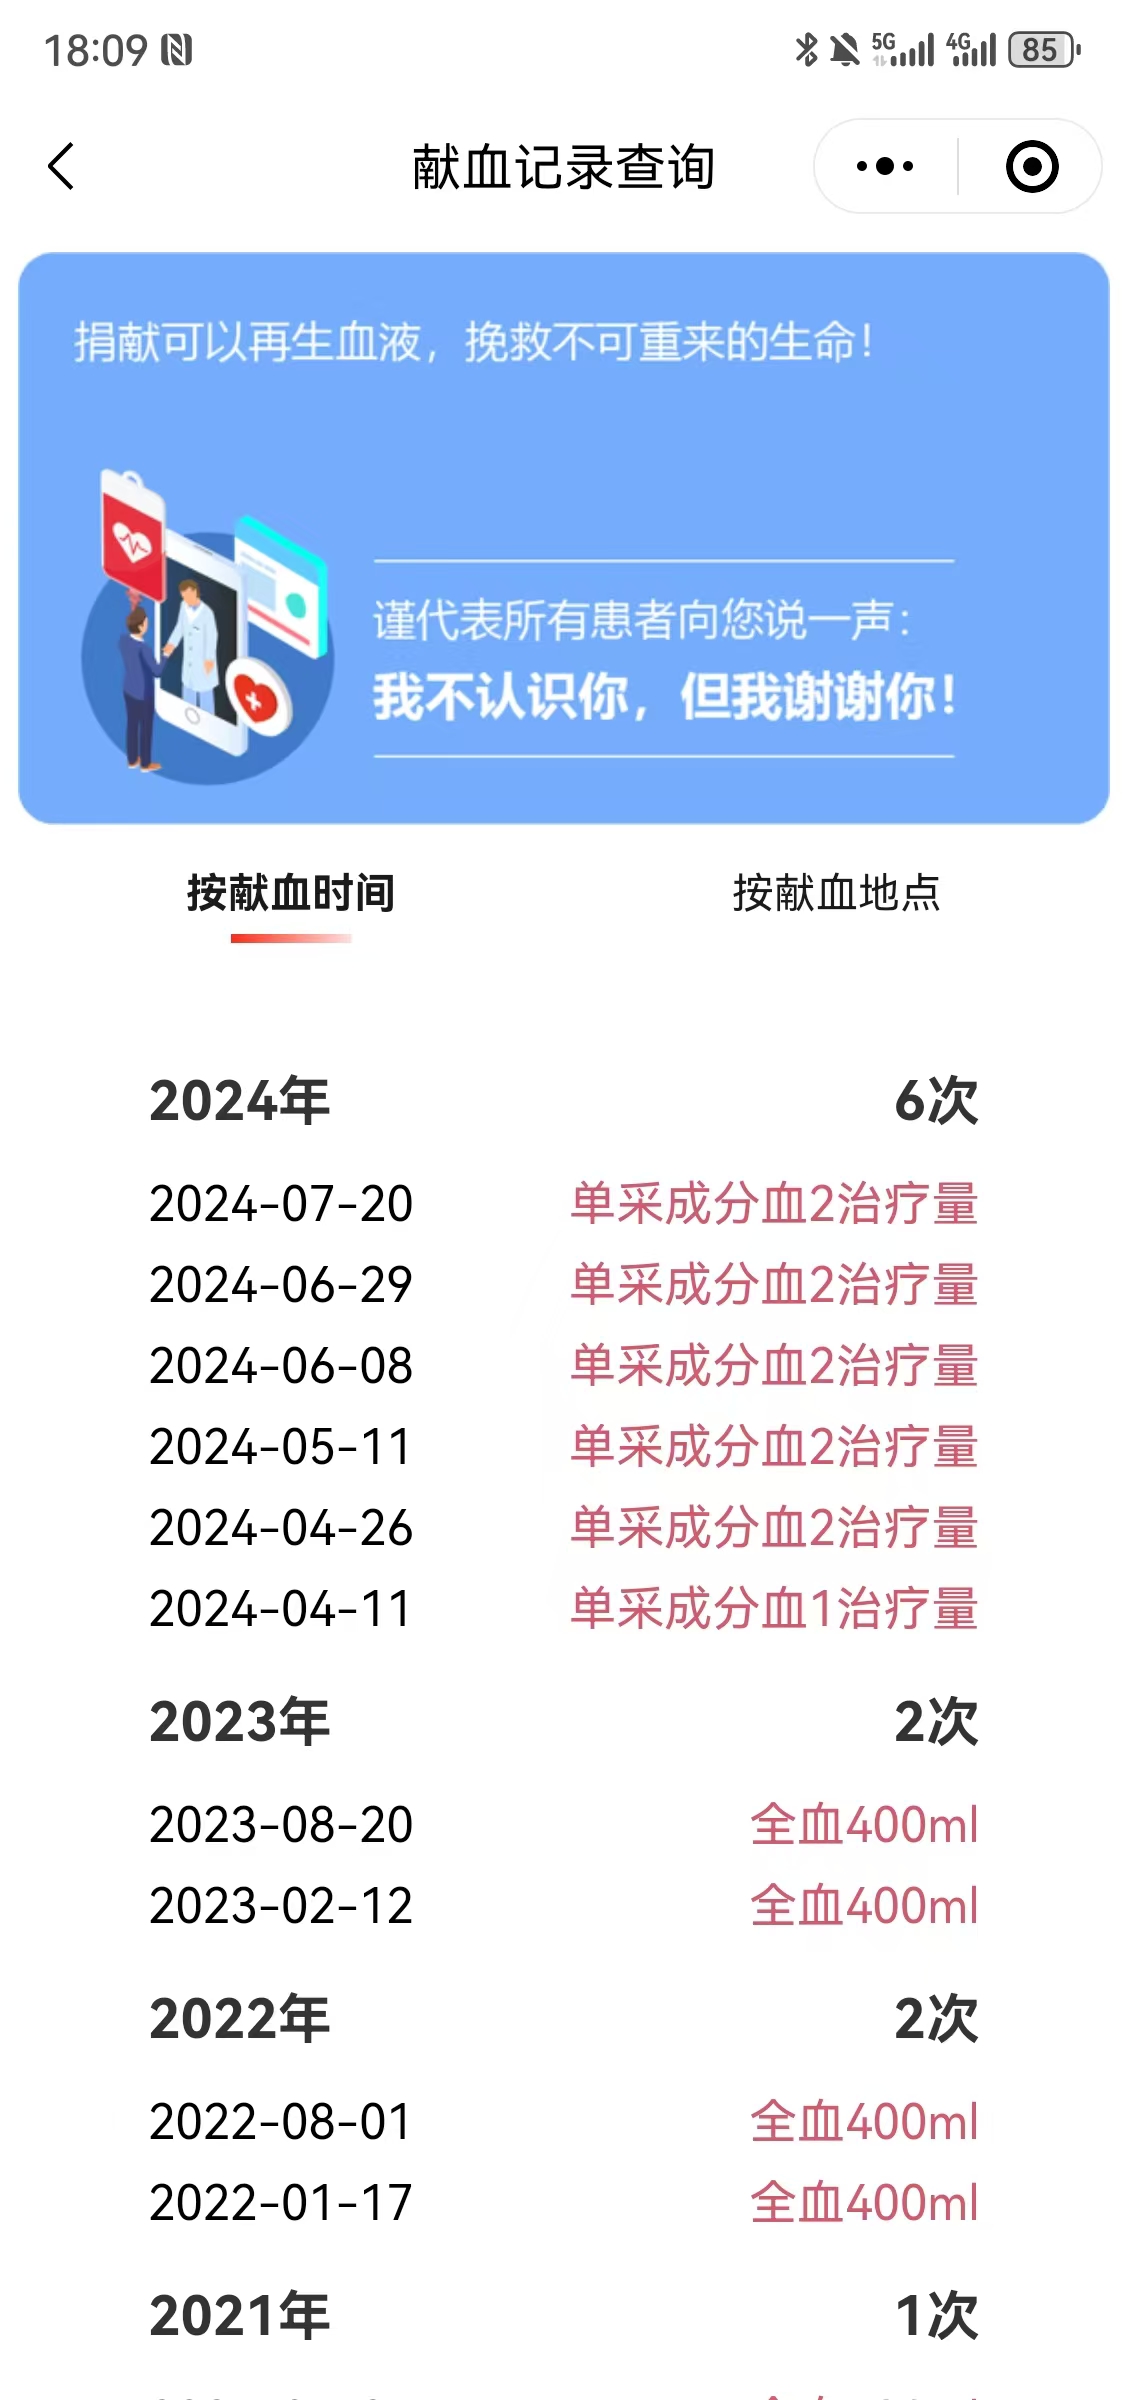 18:09
5G 4G 85
献血记录查询
捐献可以再生血液，挽救不可重来的生命！
谨代表所有患者向您说一声：
我不认识你，但我谢谢你！
按献血时间 按献血地点
2024年 6次
2024-07-20 单采成分血2治疗量
2024-06-29 单采成分血2治疗量
2024-06-08 单采成分血2治疗量
2024-05-11 单采成分血2治疗量
2024-04-26 单采成分血2治疗量
2024-04-11 单采成分血1治疗量
2023年 2次
2023-08-20 全血400ml
2023-02-12 全血400ml
2022年 2次
2022-08-01 全血400ml
2022-01-17 全血400ml
2021年 1次